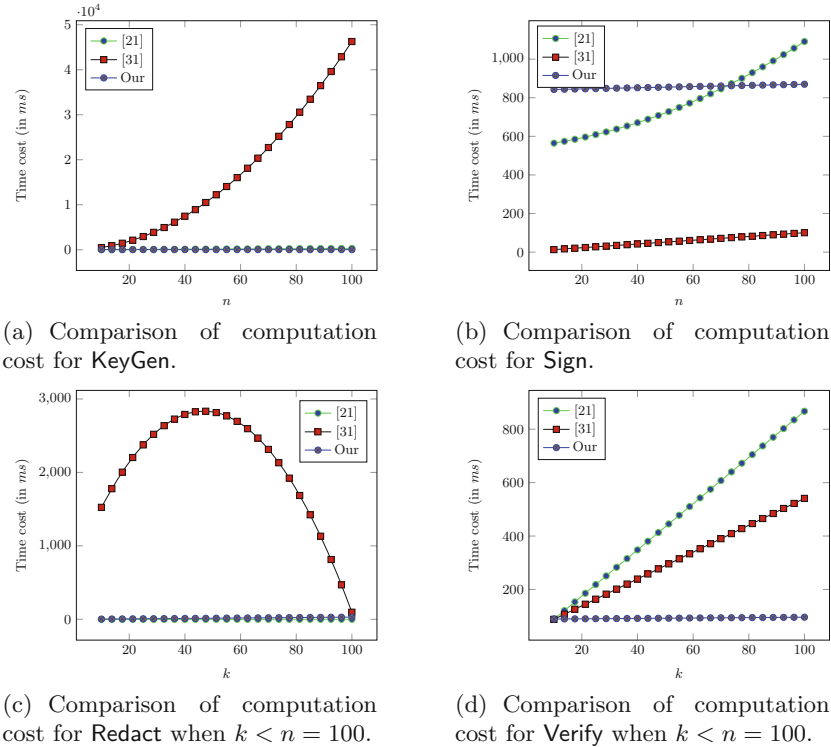 ·10⁴
5
4
3
2
1
0
20 40 60 80 100
n
Time cost (in ms)
[21]
[31]
Our
(a) Comparison of computation
cost for KeyGen.
1,000
800
600
400
200
0
20 40 60 80 100
n
Time cost (in ms)
[21]
[31]
Our
(b) Comparison of computation
cost for Sign.
3,000
2,000
1,000
0
20 40 60 80 100
k
Time cost (in ms)
[21]
[31]
Our
(c) Comparison of computation
cost for Redact when k < n = 100.
800
600
400
200
20 40 60 80 100
k
Time cost (in ms)
[21]
[31]
Our
(d) Comparison of computation
cost for Verify when k < n = 100.